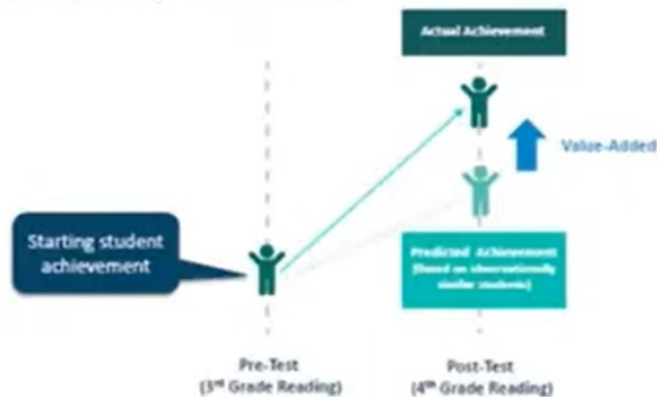 Actual Achievement
Value-Added
Starting student
achievement
Predicted Achievement
(Based on observationally
similar students)
Pre-Test
(3rd Grade Reading)
Post-Test
(4th Grade Reading)